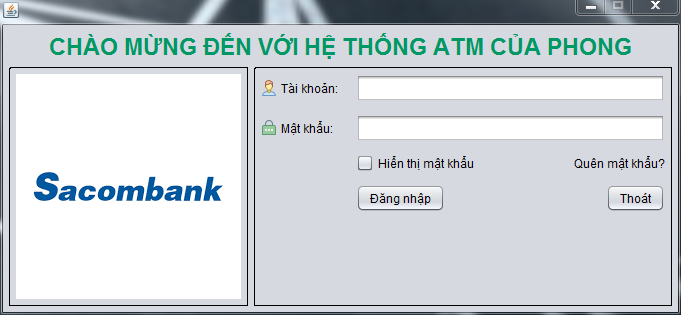 CHÀO MỪNG ĐẾN VỚI HỆ THỐNG ATM CỦA PHONG
Sacombank
Tài khoản:
Mật khẩu:
Hiển thị mật khẩu
Quên mật khẩu?
Đăng nhập
Thoát